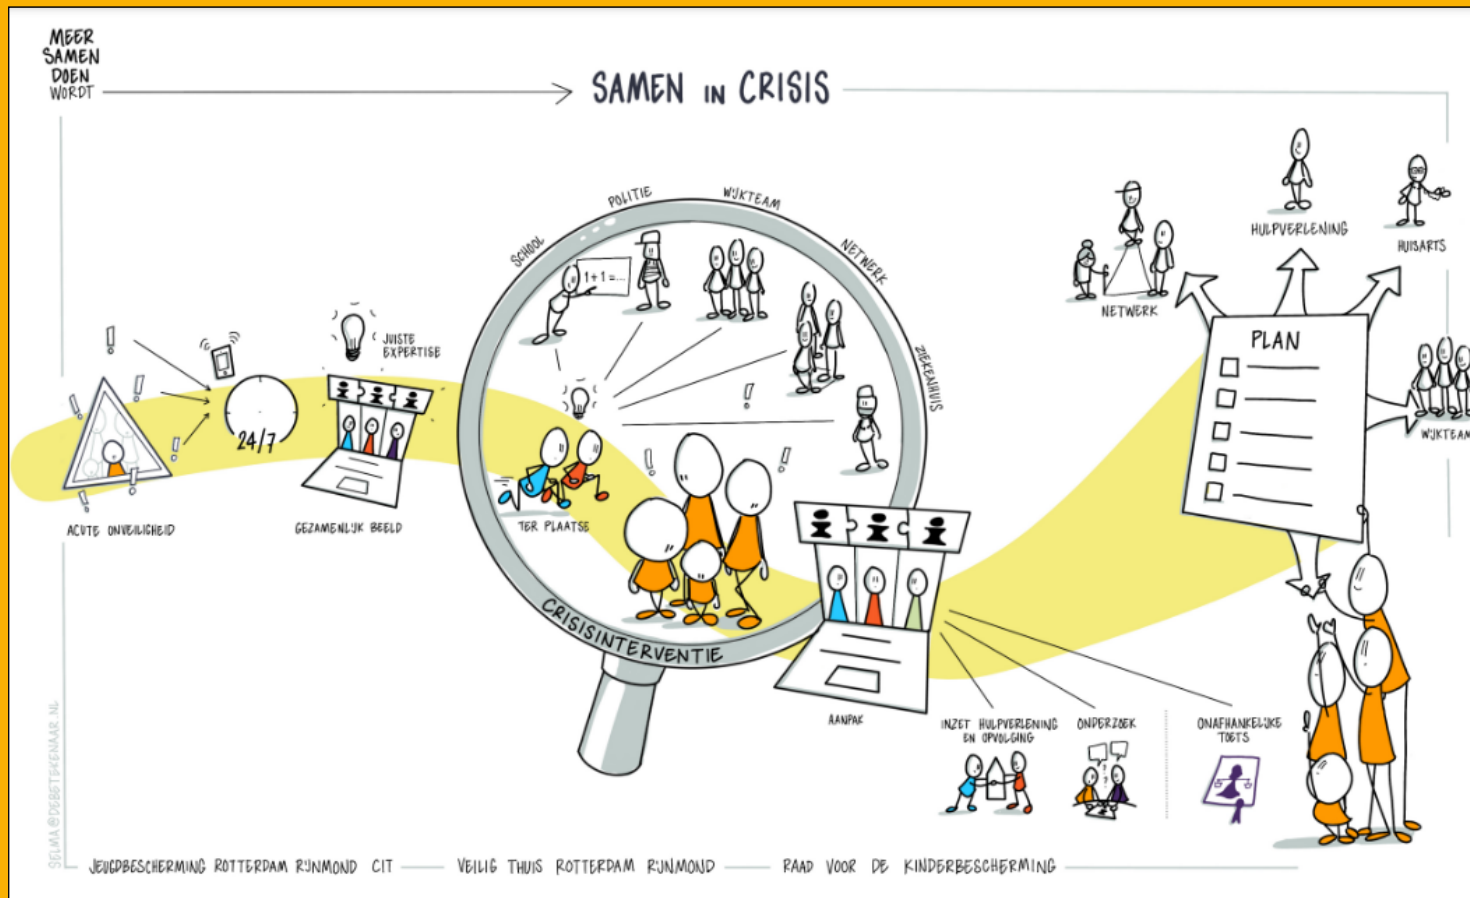 MEER
SAMEN
DOEN
WORDT
SAMEN IN CRISIS
SCHOOL
POLITIE
WIJKTEAM
NETWERK
ZIEKENHUIS
1+1=...
JUISTE
EXPERTISE
24/7
ACUTE ONVEILIGHEID
GEZAMENLIJK BEELD
TER PLAATSE
CRISISINTERVENTIE
AANPAK
INZET HULPVERLENING
EN OPVOLGING
ONDERZOEK
ONAFHANKELIJKE
TOETS
NETWERK
HULPVERLENING
HUISARTS
PLAN
WIJKTEAM
SELMA@DEBETEKENAAR.NL
JEUGDBESCHERMING ROTTERDAM RIJNMOND CIT
VEILIG THUIS ROTTERDAM RIJNMOND
RAAD VOOR DE KINDERBESCHERMING